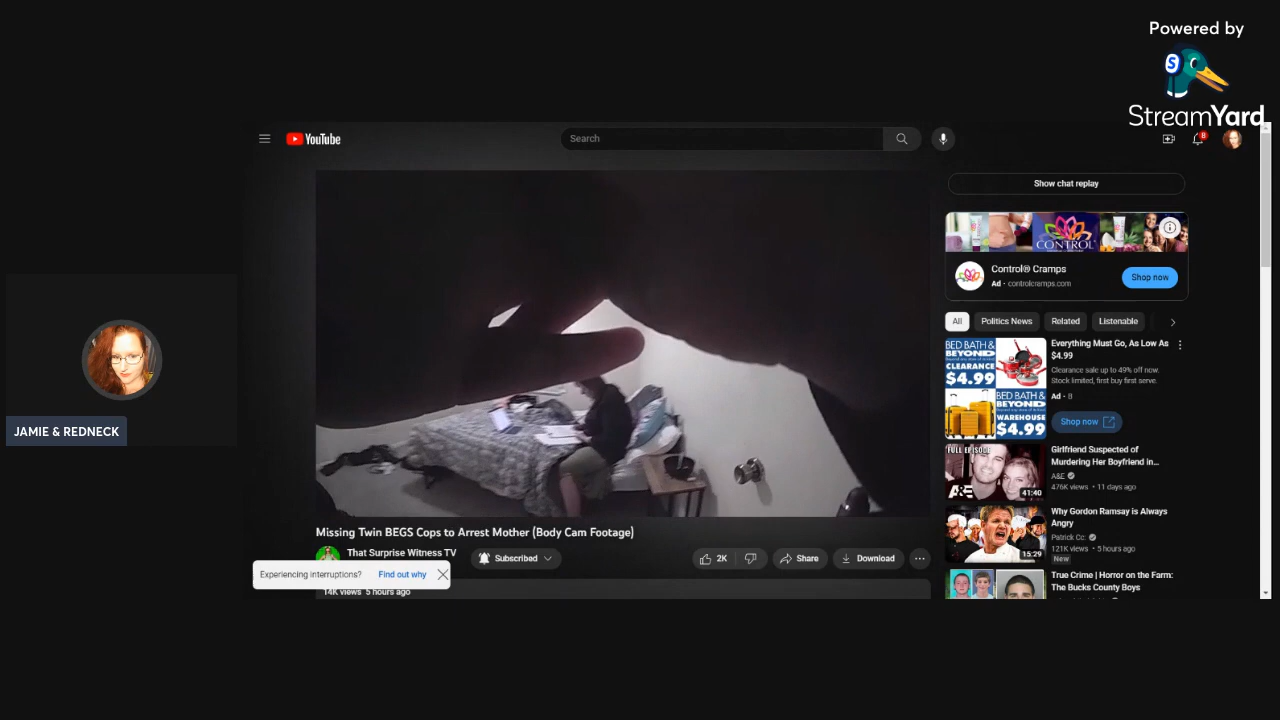 Powered by
StreamYard
YouTube
Search
8
Show chat replay
CONTROL
Control® Cramps
Ad · controlcramps.com
Shop now
All
Politics News
Related
Listenable
BED BATH &
BEYOND
CLEARANCE
$4.99
BED BATH &
BEYOND
WAREHOUSE
$4.99
Everything Must Go, As Low As
$4.99
Clearance sale up to 49% off now.
Stock limited, first buy first serve.
Ad · B
Shop now
FULL EPISODE
A&E
41:40
Girlfriend Suspected of
Murdering Her Boyfriend in...
A&E
476K views · 11 days ago
15:29
Why Gordon Ramsay is Always
Angry
Patrick Cc:
121K views · 5 hours ago
New
True Crime | Horror on the Farm:
The Bucks County Boys
JAMIE & REDNECK
Missing Twin BEGS Cops to Arrest Mother (Body Cam Footage)
That Surprise Witness TV
Subscribed
2K
Share
Download
Experiencing interruptions?
Find out why
14K views 5 hours ago